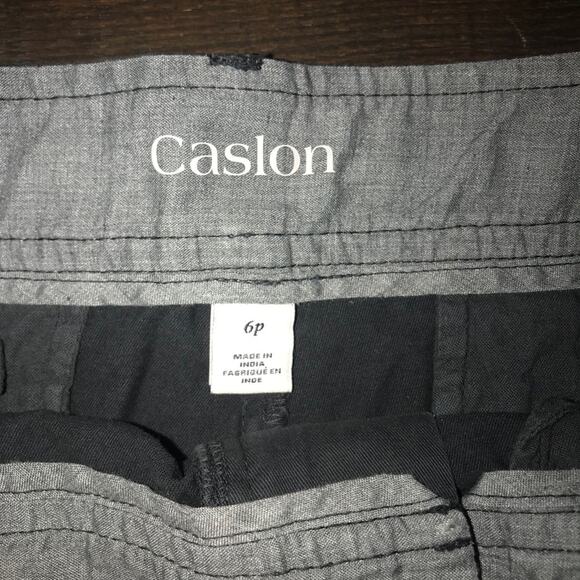 Caslon
6P
MADE IN
INDIA
FABRIQUÉ EN
INDE